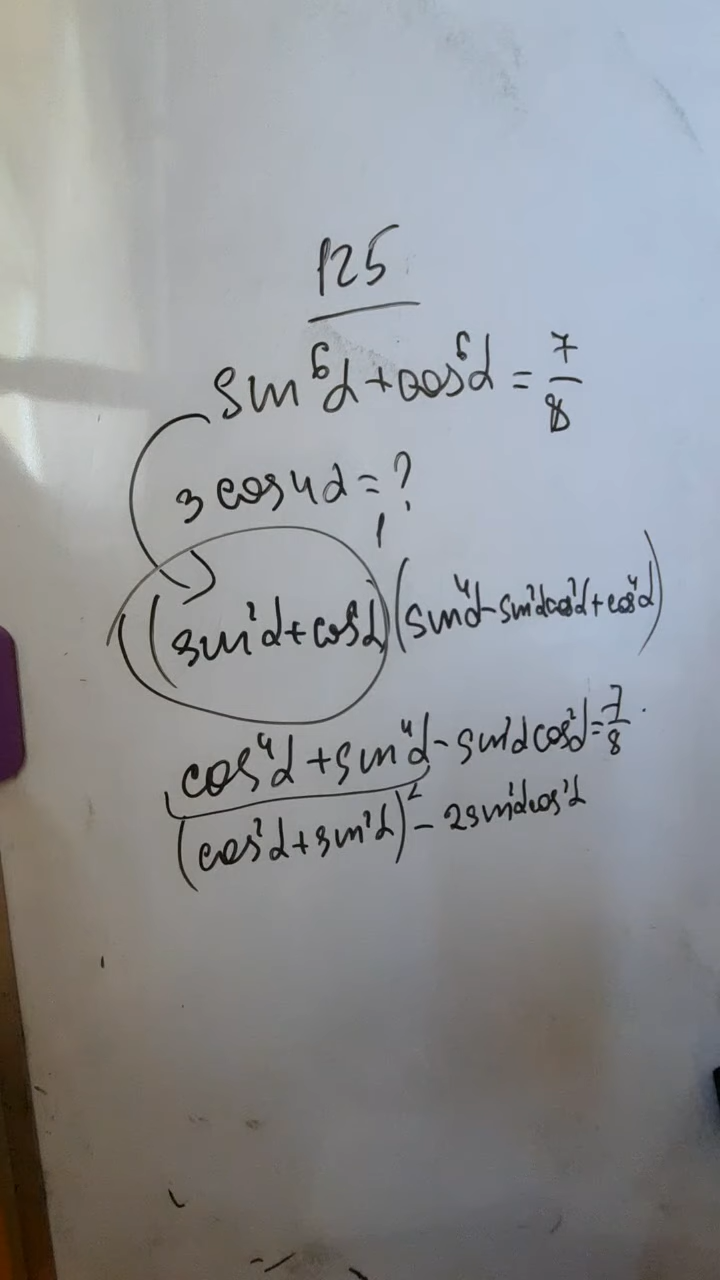 125
sin⁶α+cos⁶α=7/8
3cos4α=?
1
(sin²α+cos²α)(sin⁴α-sin²αcos²α+cos⁴α)
cos⁴α+sin⁴α-sin²αcos²α=7/8.
(cos²α+sin²α)²-2sin²αcos²α